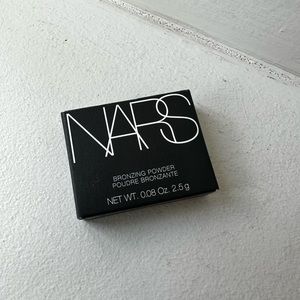 NARS
BRONZING POWDER
POUDRE BRONZANTE
NET WT. 0.08 Oz. 2.5 g